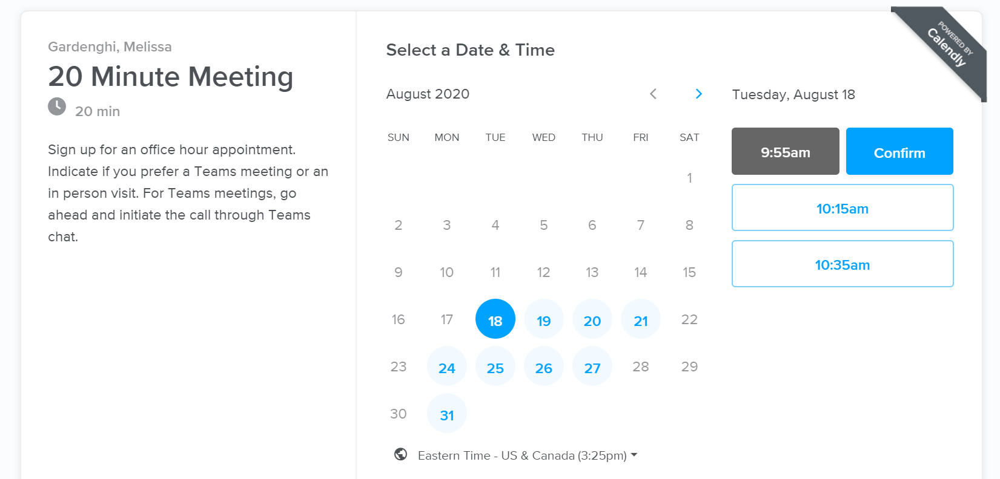 Gardenghi, Melissa
20 Minute Meeting
20 min
Sign up for an office hour appointment.
Indicate if you prefer a Teams meeting or an
in person visit. For Teams meetings, go
ahead and initiate the call through Teams
chat.
Select a Date & Time
August 2020
SUN MON TUE WED THU FRI SAT
1
2 3 4 5 6 7 8
9 10 11 12 13 14 15
16 17 18 19 20 21 22
23 24 25 26 27 28 29
30 31
Eastern Time - US & Canada (3:25pm)
Tuesday, August 18
9:55am Confirm
10:15am
10:35am
POWERED BY
Calendly